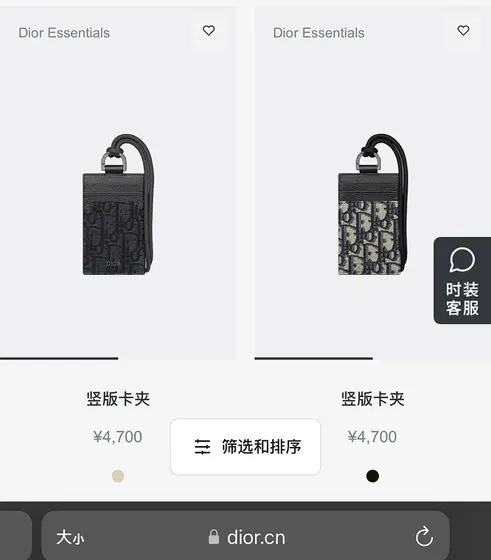 Dior Essentials
Dior Essentials
时装
客服
竖版卡夹
竖版卡夹
¥4,700
¥4,700
筛选和排序
大小
dior.cn